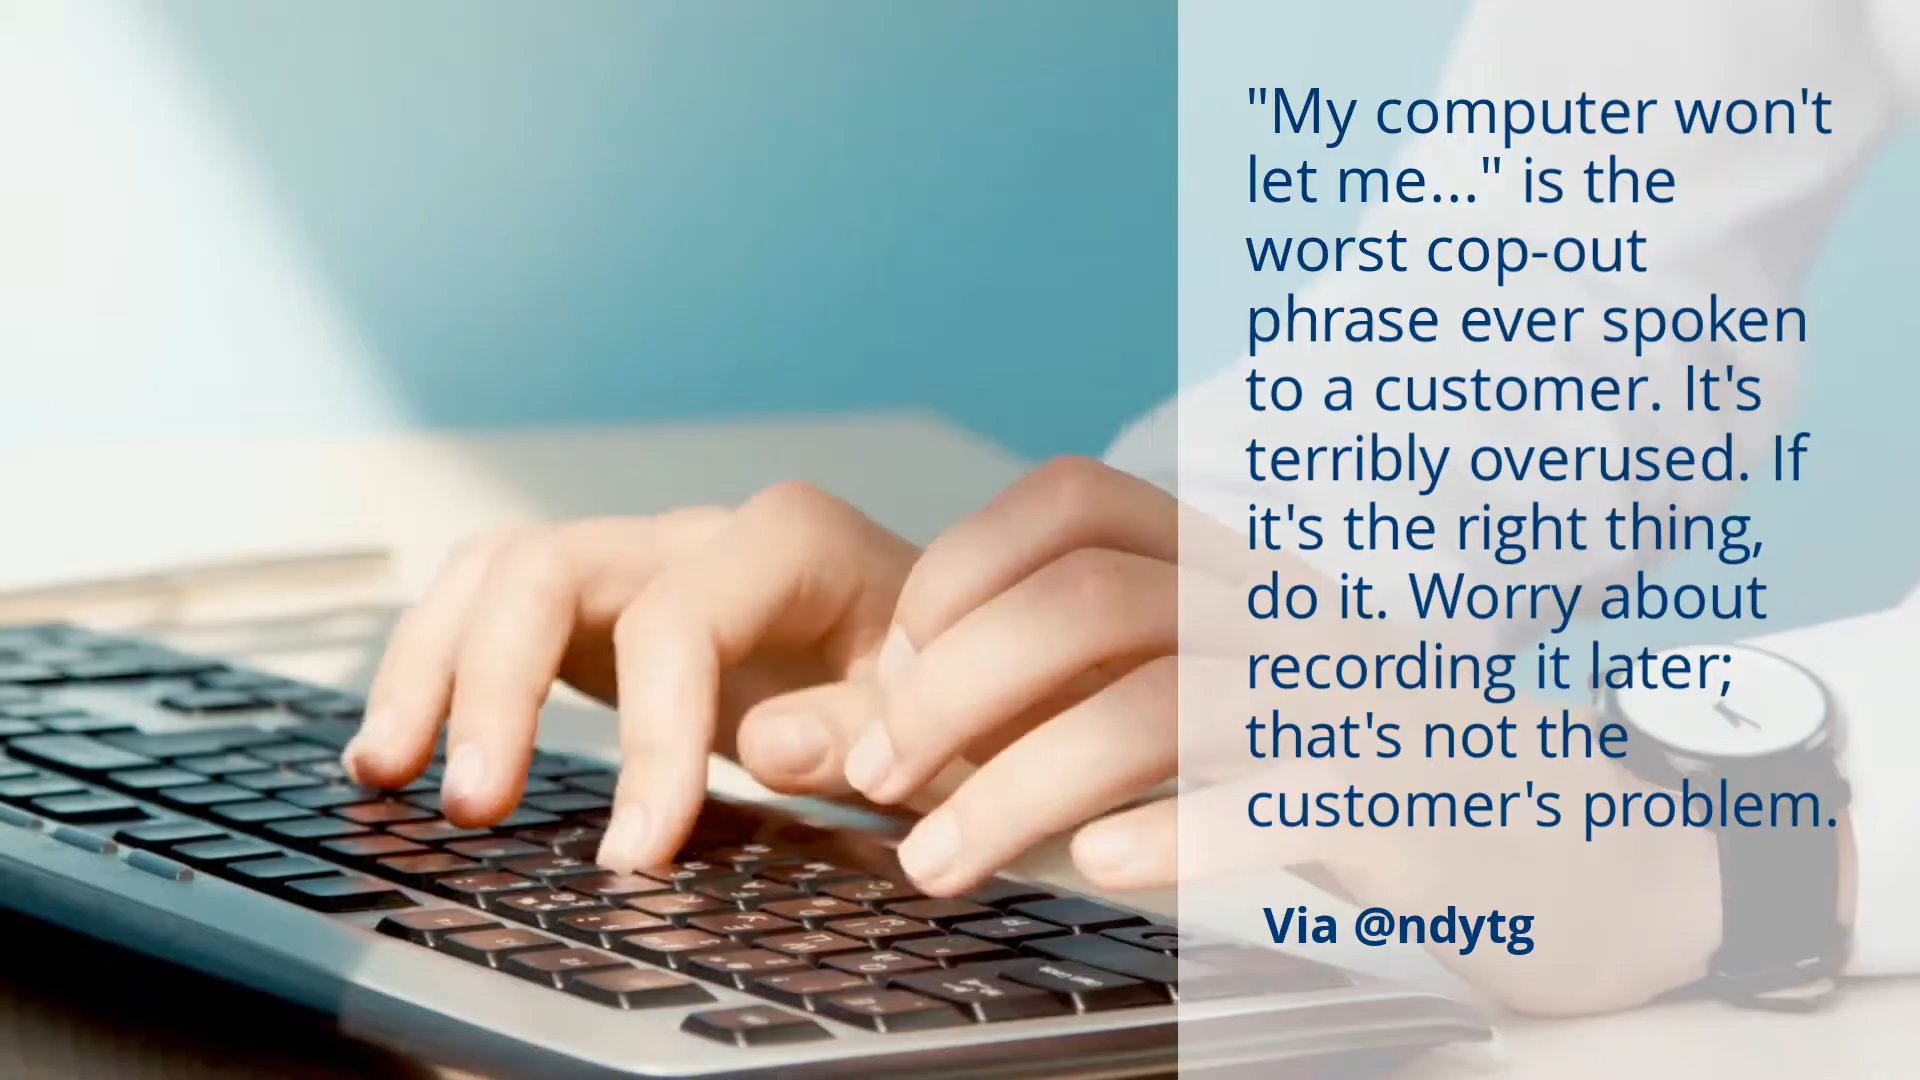 "My computer won't
let me..." is the
worst cop-out
phrase ever spoken
to a customer. It's
terribly overused. If
it's the right thing,
do it. Worry about
recording it later;
that's not the
customer's problem.
Via @ndytg